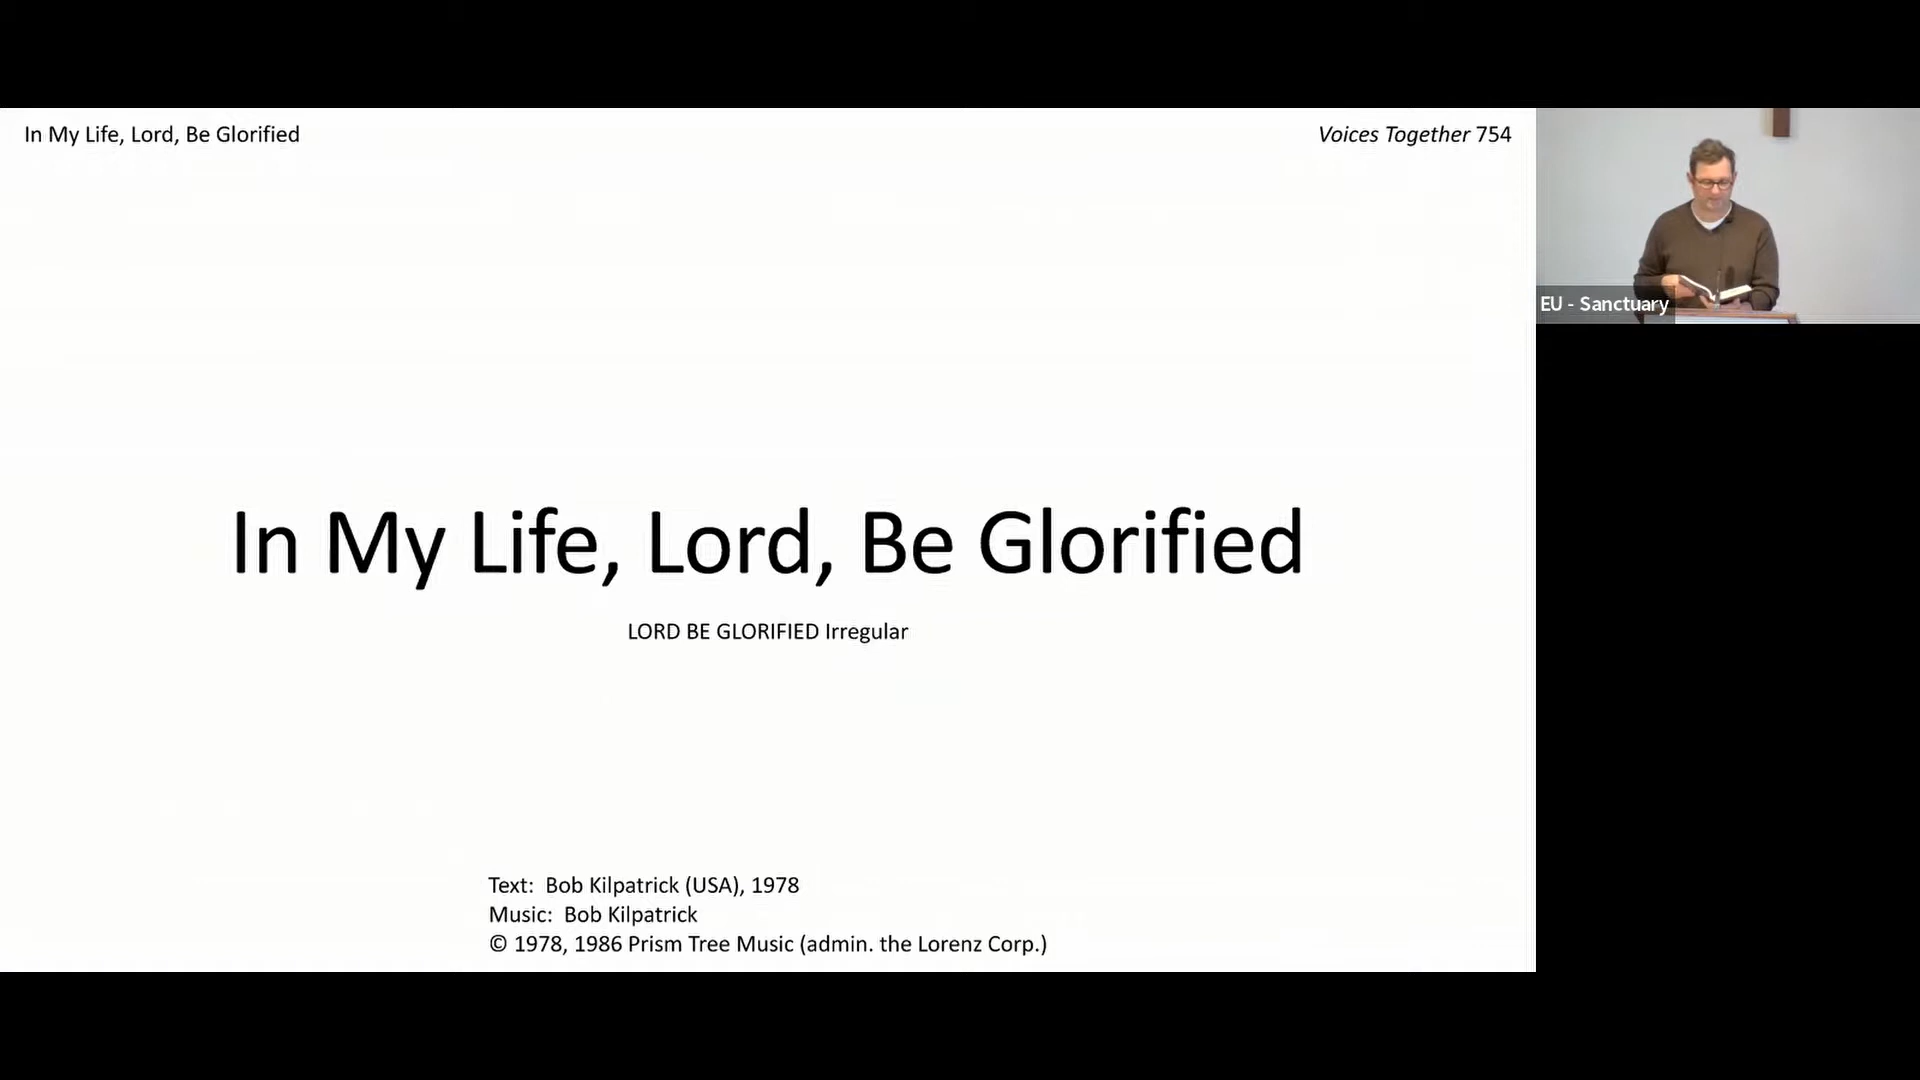 In My Life, Lord, Be Glorified
Voices Together 754
EU - Sanctuary
In My Life, Lord, Be Glorified
LORD BE GLORIFIED Irregular
Text:  Bob Kilpatrick (USA), 1978
Music:  Bob Kilpatrick
© 1978, 1986 Prism Tree Music (admin. the Lorenz Corp.)